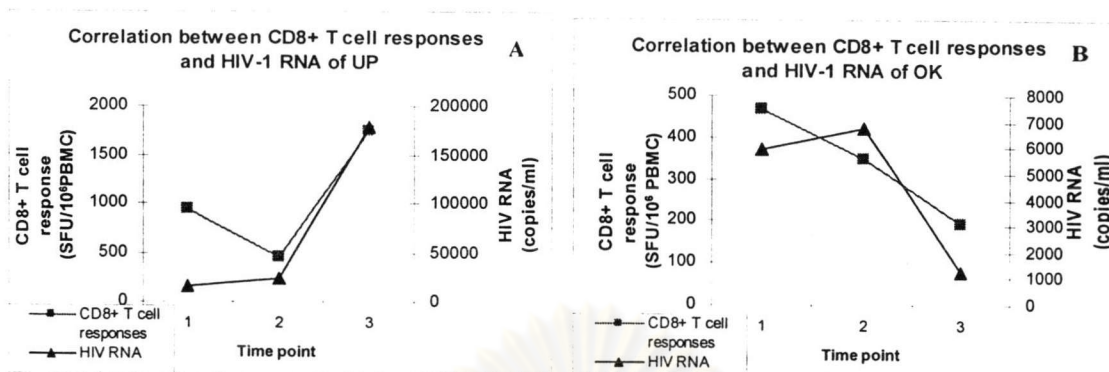 Correlation between CD8+ T cell responses
and HIV-1 RNA of UP
A
CD8+ T cell
response
(SFU/10⁶PBMC)
2000
1500
1000
500
0
200000
150000
100000
50000
0
HIV RNA
(copies/ml)
1
2
3
Time point
CD8+ T cell
responses
HIV RNA
Correlation between CD8+ T cell responses
and HIV-1 RNA of OK
B
CD8+ T cell
response
(SFU/10⁶ PBMC)
500
400
300
200
100
0
8000
7000
6000
5000
4000
3000
2000
1000
0
HIV RNA
(copies/ml)
1
2
3
Time point
CD8+ T cell
responses
HIV RNA